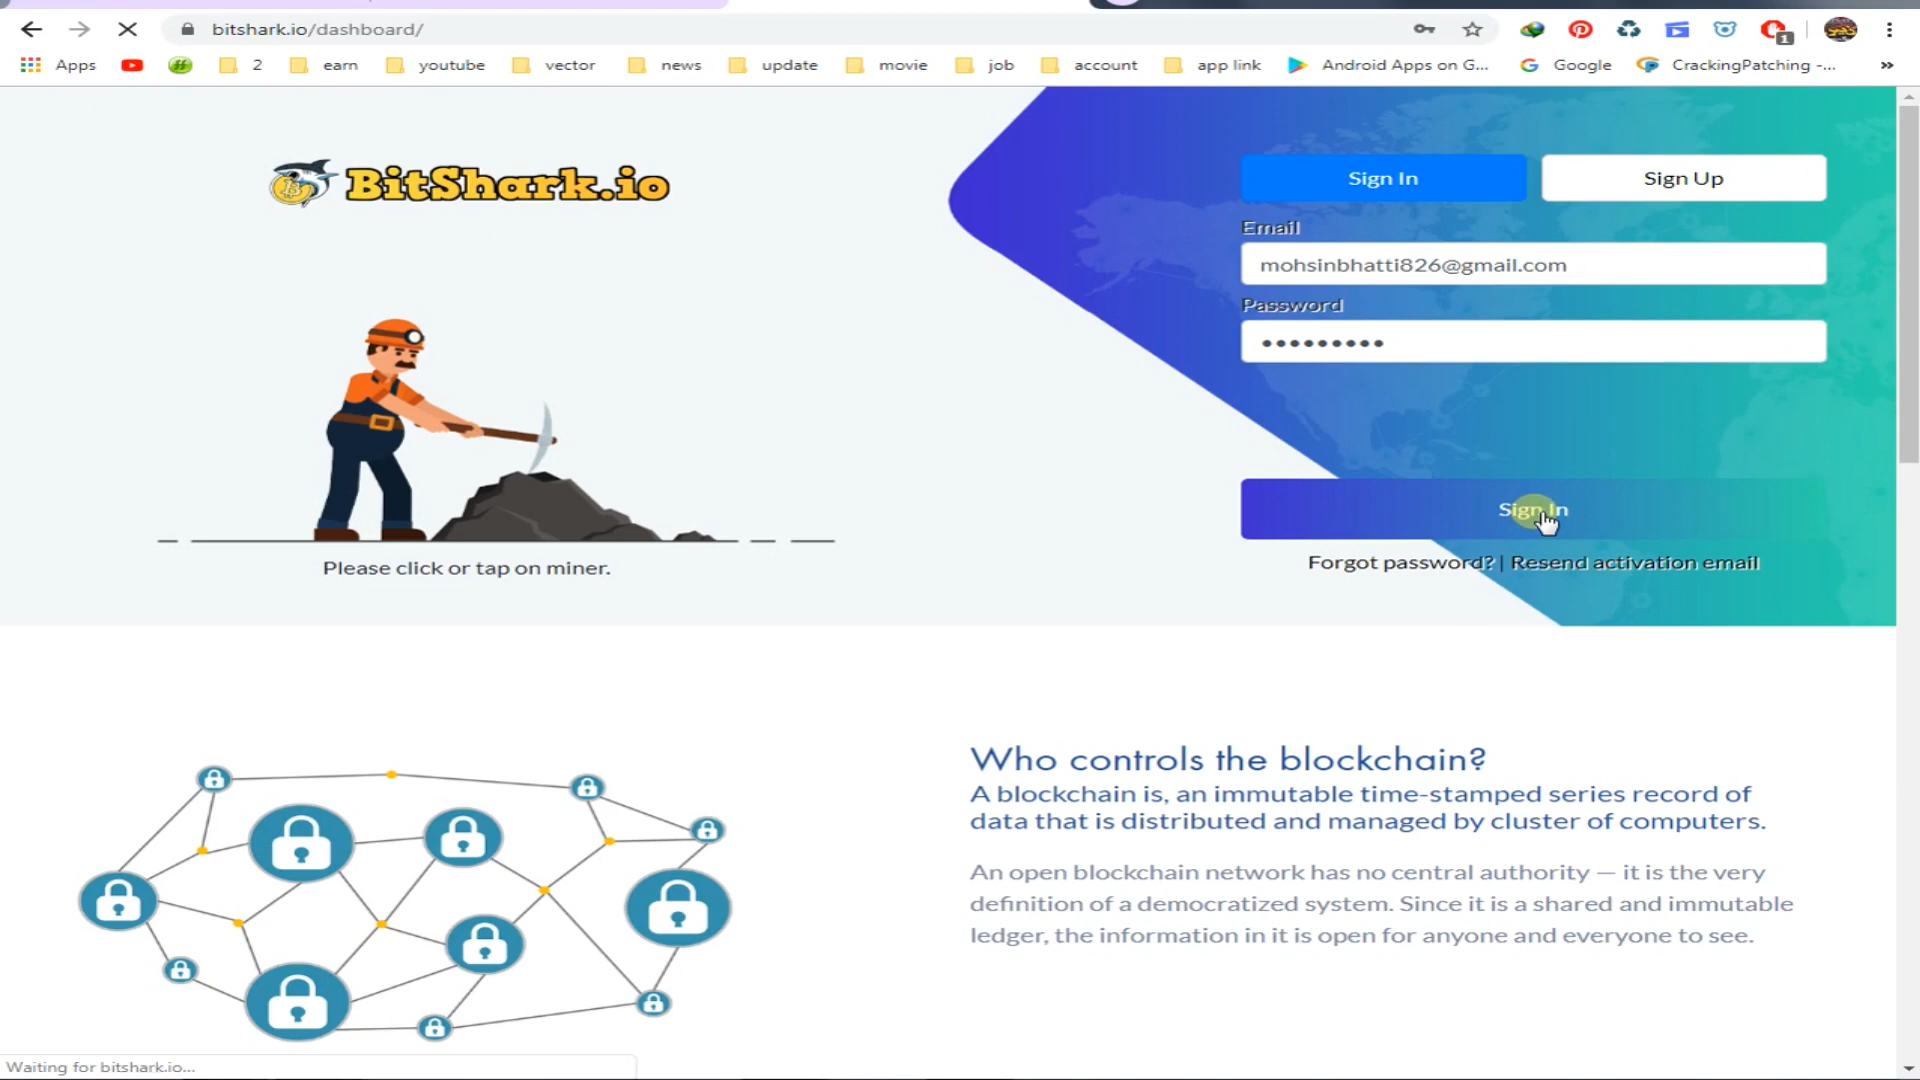 bitshark.io/dashboard/
1
Apps
2
earn
youtube
vector
news
update
movie
job
account
app link
Android Apps on G...
Google
CrackingPatching -...
»
BitShark.io
Sign In
Sign Up
Email
mohsinbhatti826@gmail.com
Password
•••••••••
Sign In
Forgot password? | Resend activation email
Please click or tap on miner.
Who controls the blockchain?
A blockchain is, an immutable time-stamped series record of
data that is distributed and managed by cluster of computers.
An open blockchain network has no central authority — it is the very
definition of a democratized system. Since it is a shared and immutable
ledger, the information in it is open for anyone and everyone to see.
Waiting for bitshark.io...